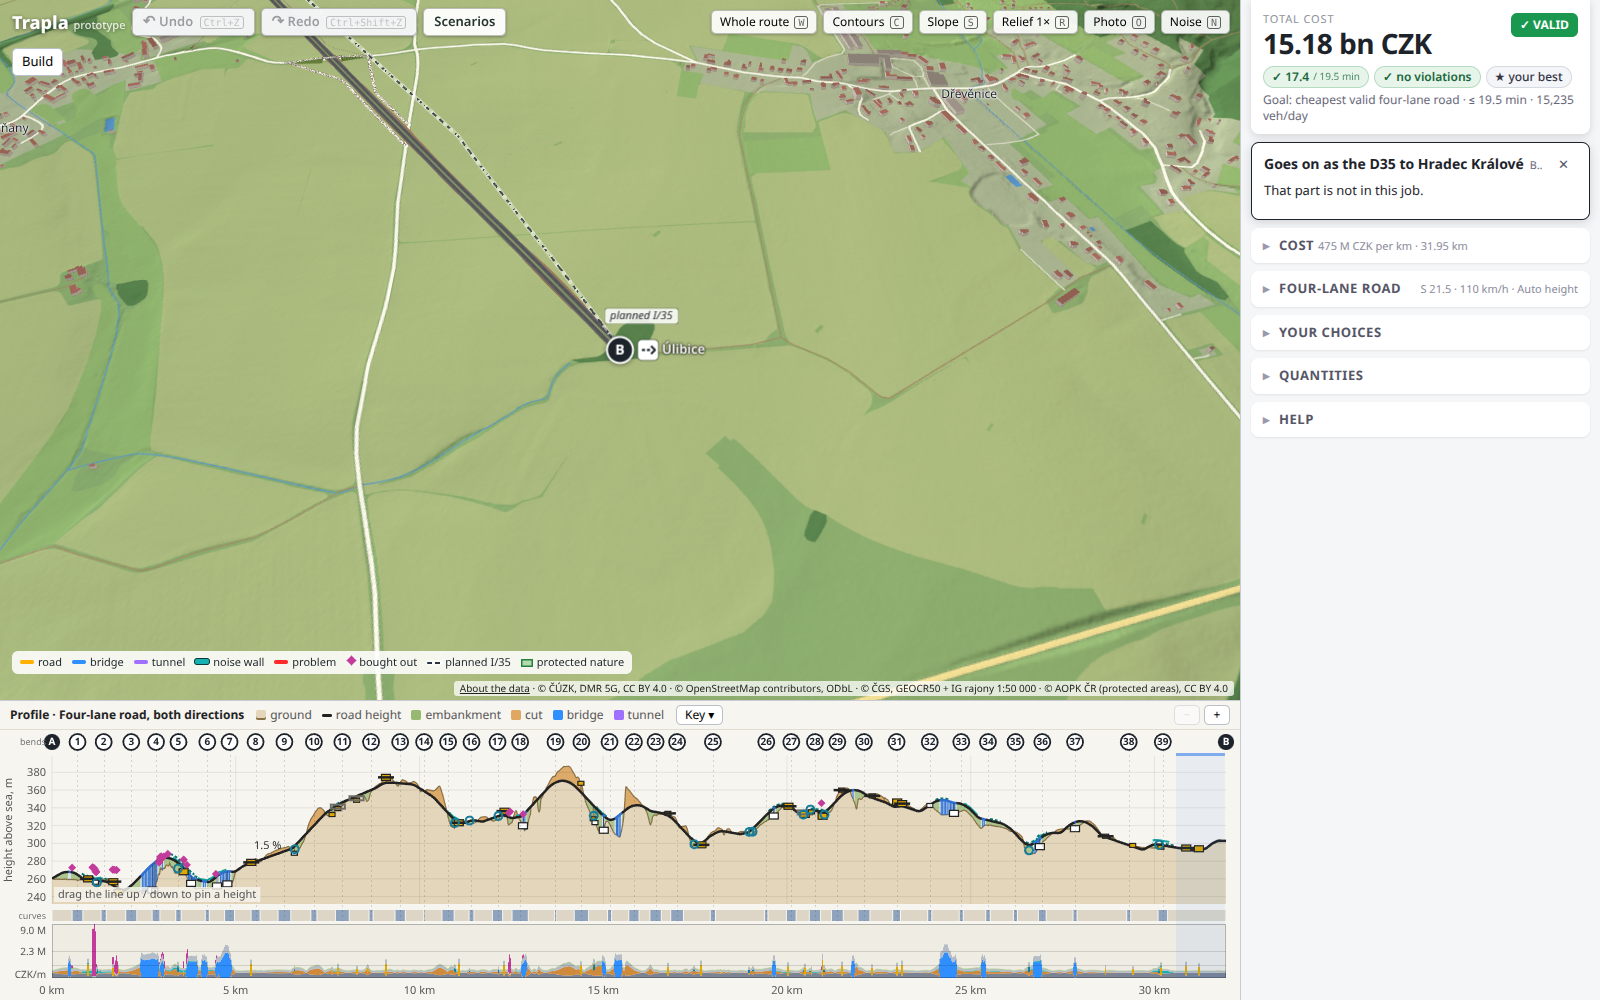 Trapla prototype
↶ Undo Ctrl+Z
↷ Redo Ctrl+Shift+Z
Scenarios
Whole route W
Contours C
Slope S
Relief 1× R
Photo O
Noise N
Build
Dřevěnice
ňany
planned I/35
B
Úlibice
road
bridge
tunnel
noise wall
problem
bought out
planned I/35
protected nature
About the data · © ČÚZK, DMR 5G, CC BY 4.0 · © OpenStreetMap contributors, ODbL · © ČGS, GEOCR50 + IG rajony 1:50 000 · © AOPK ČR (protected areas), CC BY 4.0
TOTAL COST
15.18 bn CZK
✓ VALID
✓ 17.4 / 19.5 min
✓ no violations
★ your best
Goal: cheapest valid four-lane road · ≤ 19.5 min · 15,235
veh/day
Goes on as the D35 to Hradec Králové B.. ✕
That part is not in this job.
COST 475 M CZK per km · 31.95 km
FOUR-LANE ROAD S 21.5 · 110 km/h · Auto height
YOUR CHOICES
QUANTITIES
HELP
Profile · Four-lane road, both directions
ground
road height
embankment
cut
bridge
tunnel
Key ▾
−
+
bends A 1 2 3 4 5 6 7 8 9 10 11 12 13 14 15 16 17 18 19 20 21 22 23 24 25 26 27 28 29 30 31 32 33 34 35 36 37 38 39 B
height above sea, m
380
360
340
320
300
280
260
240
1.5 %
drag the line up / down to pin a height
curves
9.0 M
2.3 M
CZK/m
0 km 5 km 10 km 15 km 20 km 25 km 30 km